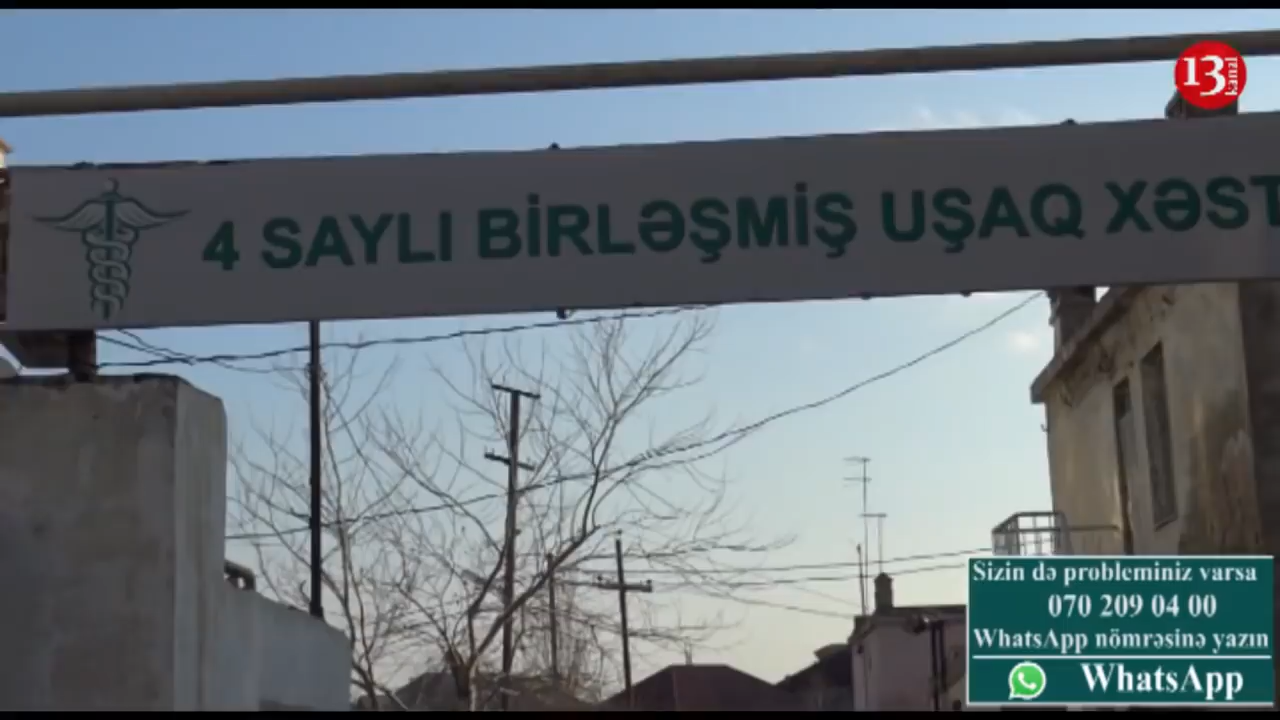 13
kanal
4 SAYLI BİRLƏŞMİŞ UŞAQ XƏST
Sizin də probleminiz varsa
070 209 04 00
WhatsApp nömrəsinə yazın
WhatsApp